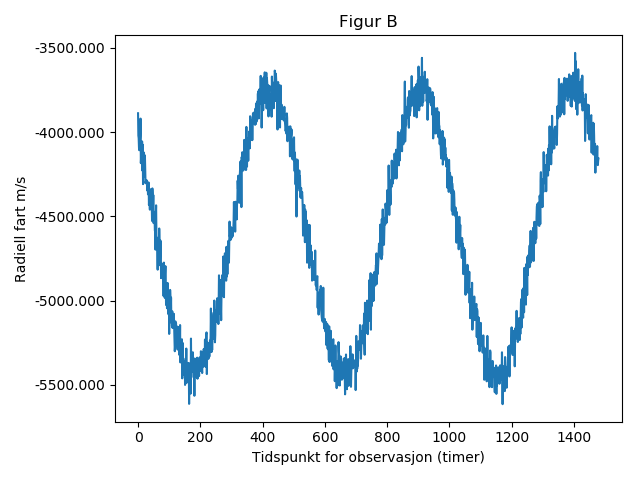 Figur B
-3500.000
-4000.000
-4500.000
-5000.000
-5500.000
Radiell fart m/s
0 200 400 600 800 1000 1200 1400
Tidspunkt for observasjon (timer)